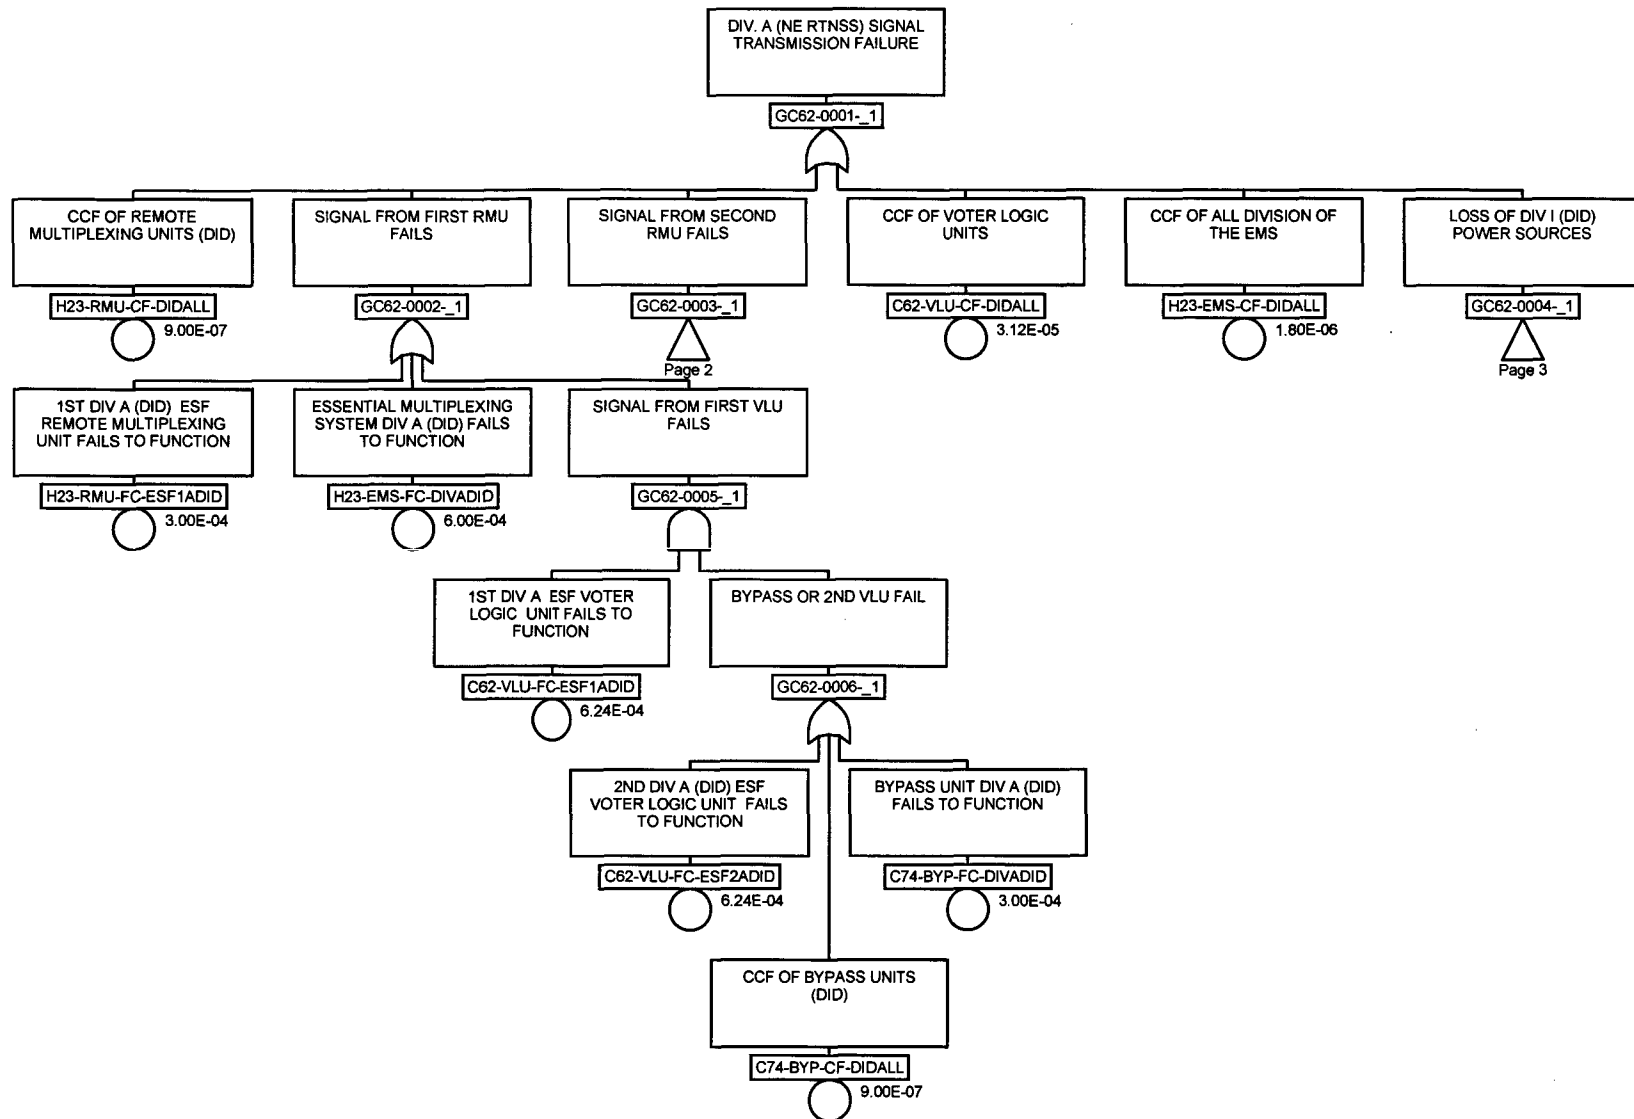 DIV. A (NE RTNSS) SIGNAL
TRANSMISSION FAILURE
GC62-0001-_1
CCF OF REMOTE
MULTIPLEXING UNITS (DID)
H23-RMU-CF-DIDALL
9.00E-07
SIGNAL FROM FIRST RMU
FAILS
GC62-0002-_1
SIGNAL FROM SECOND
RMU FAILS
GC62-0003-_1
Page 2
CCF OF VOTER LOGIC
UNITS
C62-VLU-CF-DIDALL
3.12E-05
CCF OF ALL DIVISION OF
THE EMS
H23-EMS-CF-DIDALL
1.80E-06
LOSS OF DIV I (DID)
POWER SOURCES
GC62-0004-_1
Page 3
1ST DIV A (DID) ESF
REMOTE MULTIPLEXING
UNIT FAILS TO FUNCTION
H23-RMU-FC-ESF1ADID
3.00E-04
ESSENTIAL MULTIPLEXING
SYSTEM DIV A (DID) FAILS
TO FUNCTION
H23-EMS-FC-DIVADID
6.00E-04
SIGNAL FROM FIRST VLU
FAILS
GC62-0005-_1
1ST DIV A ESF VOTER
LOGIC UNIT FAILS TO
FUNCTION
C62-VLU-FC-ESF1ADID
6.24E-04
BYPASS OR 2ND VLU FAIL
GC62-0006-_1
2ND DIV A (DID) ESF
VOTER LOGIC UNIT FAILS
TO FUNCTION
C62-VLU-FC-ESF2ADID
6.24E-04
BYPASS UNIT DIV A (DID)
FAILS TO FUNCTION
C74-BYP-FC-DIVADID
3.00E-04
CCF OF BYPASS UNITS
(DID)
C74-BYP-CF-DIDALL
9.00E-07